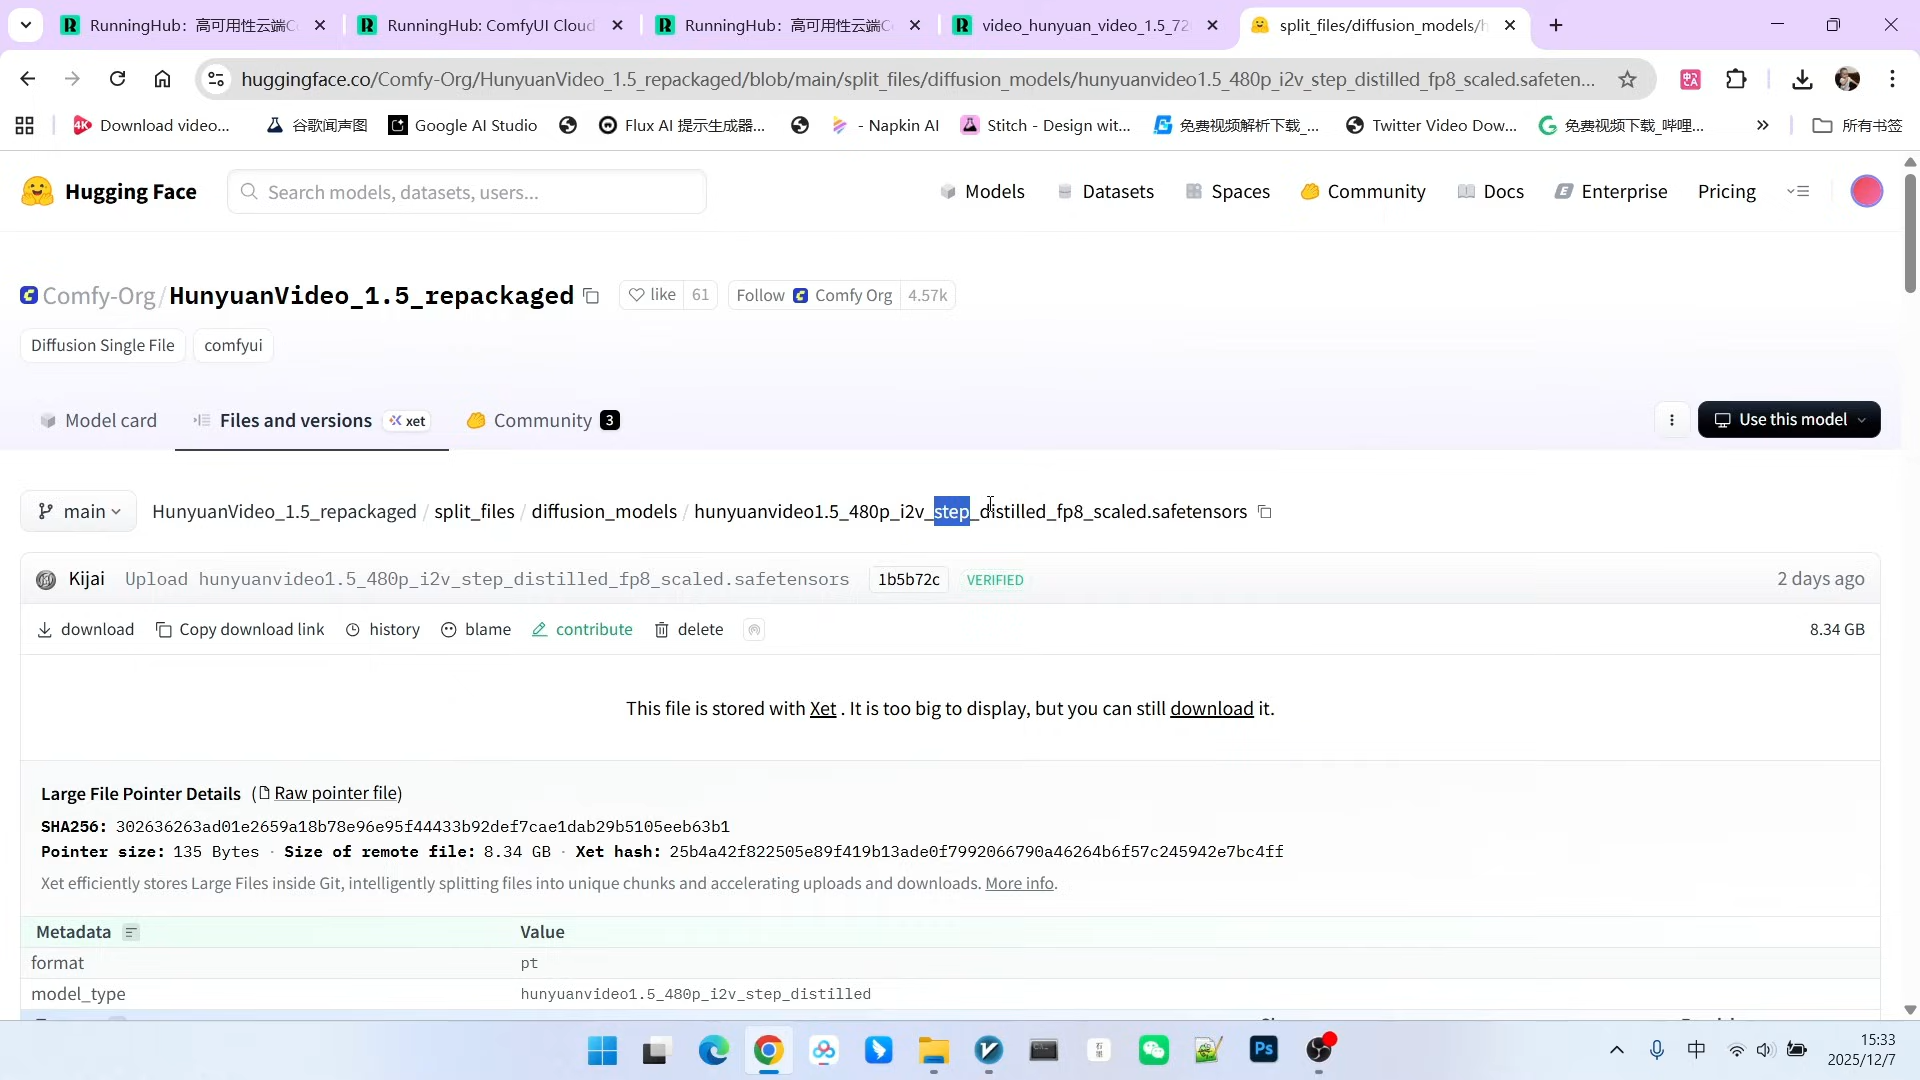 RunningHub：高可用性云端C
RunningHub: ComfyUI Cloud
RunningHub：高可用性云端C
video_hunyuan_video_1.5_72
split_files/diffusion_models/h
huggingface.co/Comfy-Org/HunyuanVideo_1.5_repackaged/blob/main/split_files/diffusion_models/hunyuanvideo1.5_480p_i2v_step_distilled_fp8_scaled.safeten...
Download video...
谷歌闻声图
Google AI Studio
Flux AI 提示生成器...
- Napkin AI
Stitch - Design wit...
免费视频解析下载_...
Twitter Video Dow...
免费视频下载_哔哩...
所有书签
Hugging Face
Search models, datasets, users...
Models
Datasets
Spaces
Community
Docs
Enterprise
Pricing
Comfy-Org/HunyuanVideo_1.5_repackaged
like 61
Follow Comfy Org 4.57k
Diffusion Single File
comfyui
Model card
Files and versions xet
Community 3
Use this model
main
HunyuanVideo_1.5_repackaged / split_files / diffusion_models / hunyuanvideo1.5_480p_i2v_step_distilled_fp8_scaled.safetensors
Kijai Upload hunyuanvideo1.5_480p_i2v_step_distilled_fp8_scaled.safetensors 1b5b72c VERIFIED 2 days ago
download Copy download link history blame contribute delete 8.34 GB
This file is stored with Xet . It is too big to display, but you can still download it.
Large File Pointer Details ( Raw pointer file)
SHA256: 302636263ad01e2659a18b78e96e95f44433b92def7cae1dab29b5105eeb63b1
Pointer size: 135 Bytes · Size of remote file: 8.34 GB · Xet hash: 25b4a42f822505e89f419b13ade0f7992066790a46264b6f57c245942e7bc4ff
Xet efficiently stores Large Files inside Git, intelligently splitting files into unique chunks and accelerating uploads and downloads. More info.
Metadata Value
format pt
model_type hunyuanvideo1.5_480p_i2v_step_distilled
Ps
中
15:33
2025/12/7